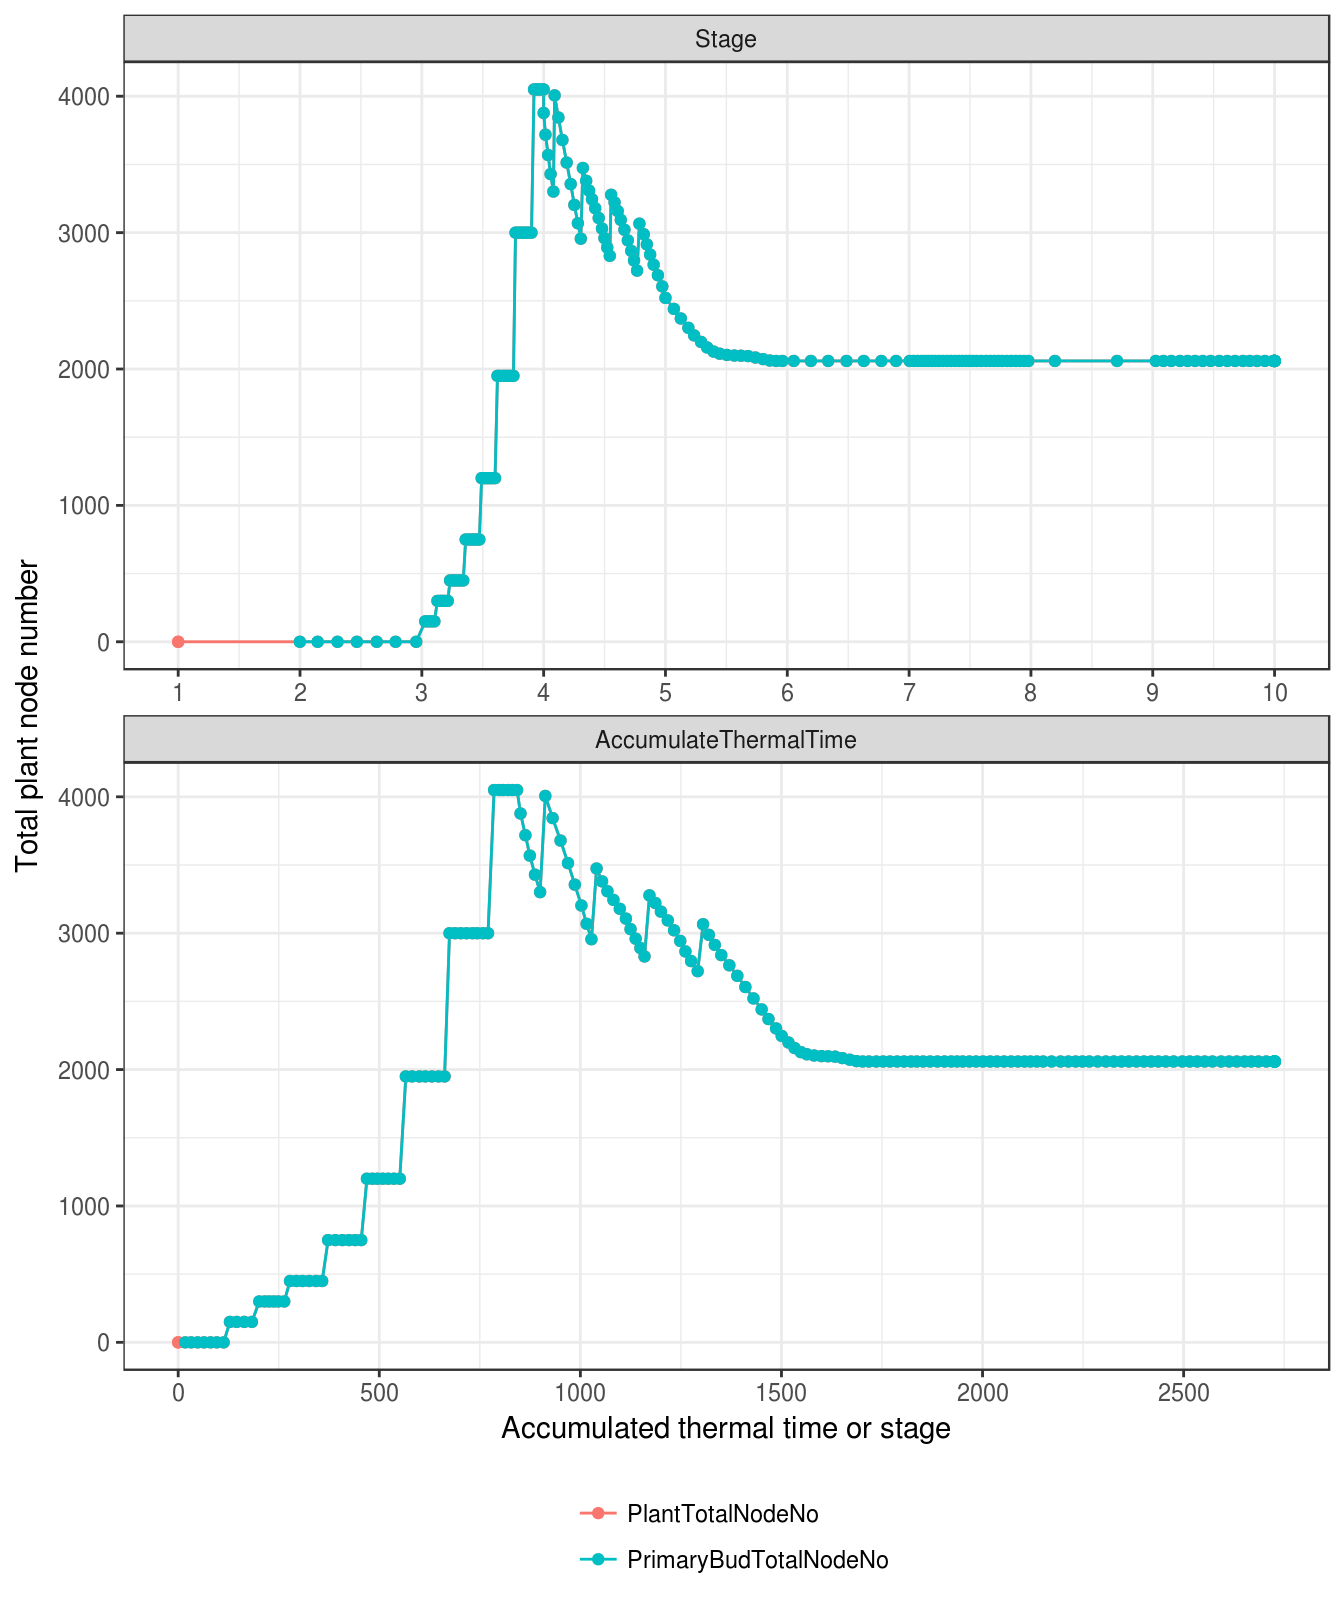 Stage
4000
3000
2000
1000
0
1 2 3 4 5 6 7 8 9 10
Total plant node number
AccumulateThermalTime
4000
3000
2000
1000
0
0 500 1000 1500 2000 2500
Accumulated thermal time or stage
PlantTotalNodeNo
PrimaryBudTotalNodeNo